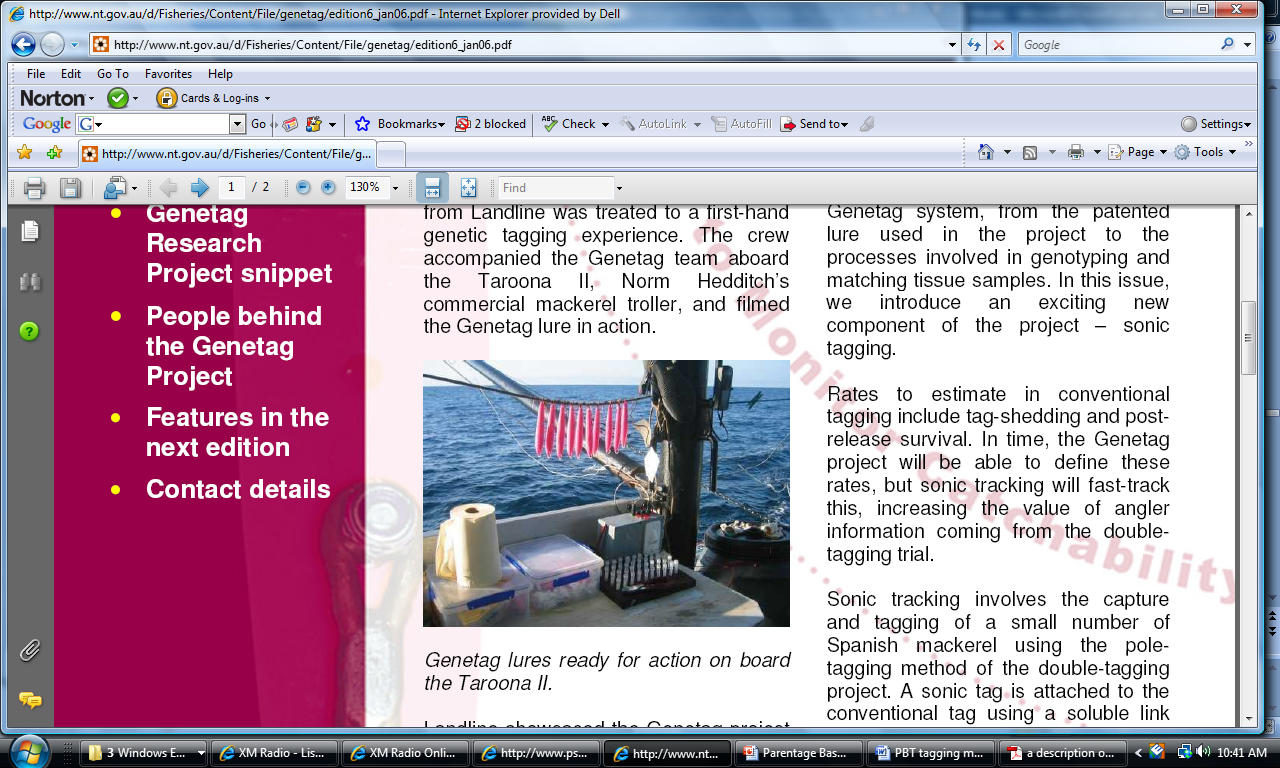 http://www.nt.gov.au/d/Fisheries/Content/File/genetag/edition6_jan06.pdf - Internet Explorer provided by Dell
http://www.nt.gov.au/d/Fisheries/Content/File/genetag/edition6_jan06.pdf
Google
File Edit Go To Favorites Help
Norton
Cards & Log-ins
Google
G
Go
Bookmarks
2 blocked
ABC
Check
AutoLink
AutoFill
Send to
Settings
http://www.nt.gov.au/d/Fisheries/Content/File/g...
Page
Tools
1 / 2
130%
Find
Genetag
Research
Project snippet
People behind
the Genetag
Project
Features in the
next edition
Contact details
from Landline was treated to a first-hand
genetic tagging experience. The crew
accompanied the Genetag team aboard
the Taroona II, Norm Hedditch's
commercial mackerel troller, and filmed
the Genetag lure in action.
Genetag lures ready for action on board
the Taroona II.
Landline showcased the Genetag project
Genetag system, from the patented
lure used in the project to the
processes involved in genotyping and
matching tissue samples. In this issue,
we introduce an exciting new
component of the project – sonic
tagging.
Rates to estimate in conventional
tagging include tag-shedding and post-
release survival. In time, the Genetag
project will be able to define these
rates, but sonic tracking will fast-track
this, increasing the value of angler
information coming from the double-
tagging trial.
Sonic tracking involves the capture
and tagging of a small number of
Spanish mackerel using the pole-
tagging method of the double-tagging
project. A sonic tag is attached to the
conventional tag using a soluble link
to Monitor Catchability
3 Windows E...
XM Radio - Lis...
XM Radio Onli...
http://www.ps...
http://www.nt...
Parentage Bas...
PBT tagging m...
a description o...
10:41 AM